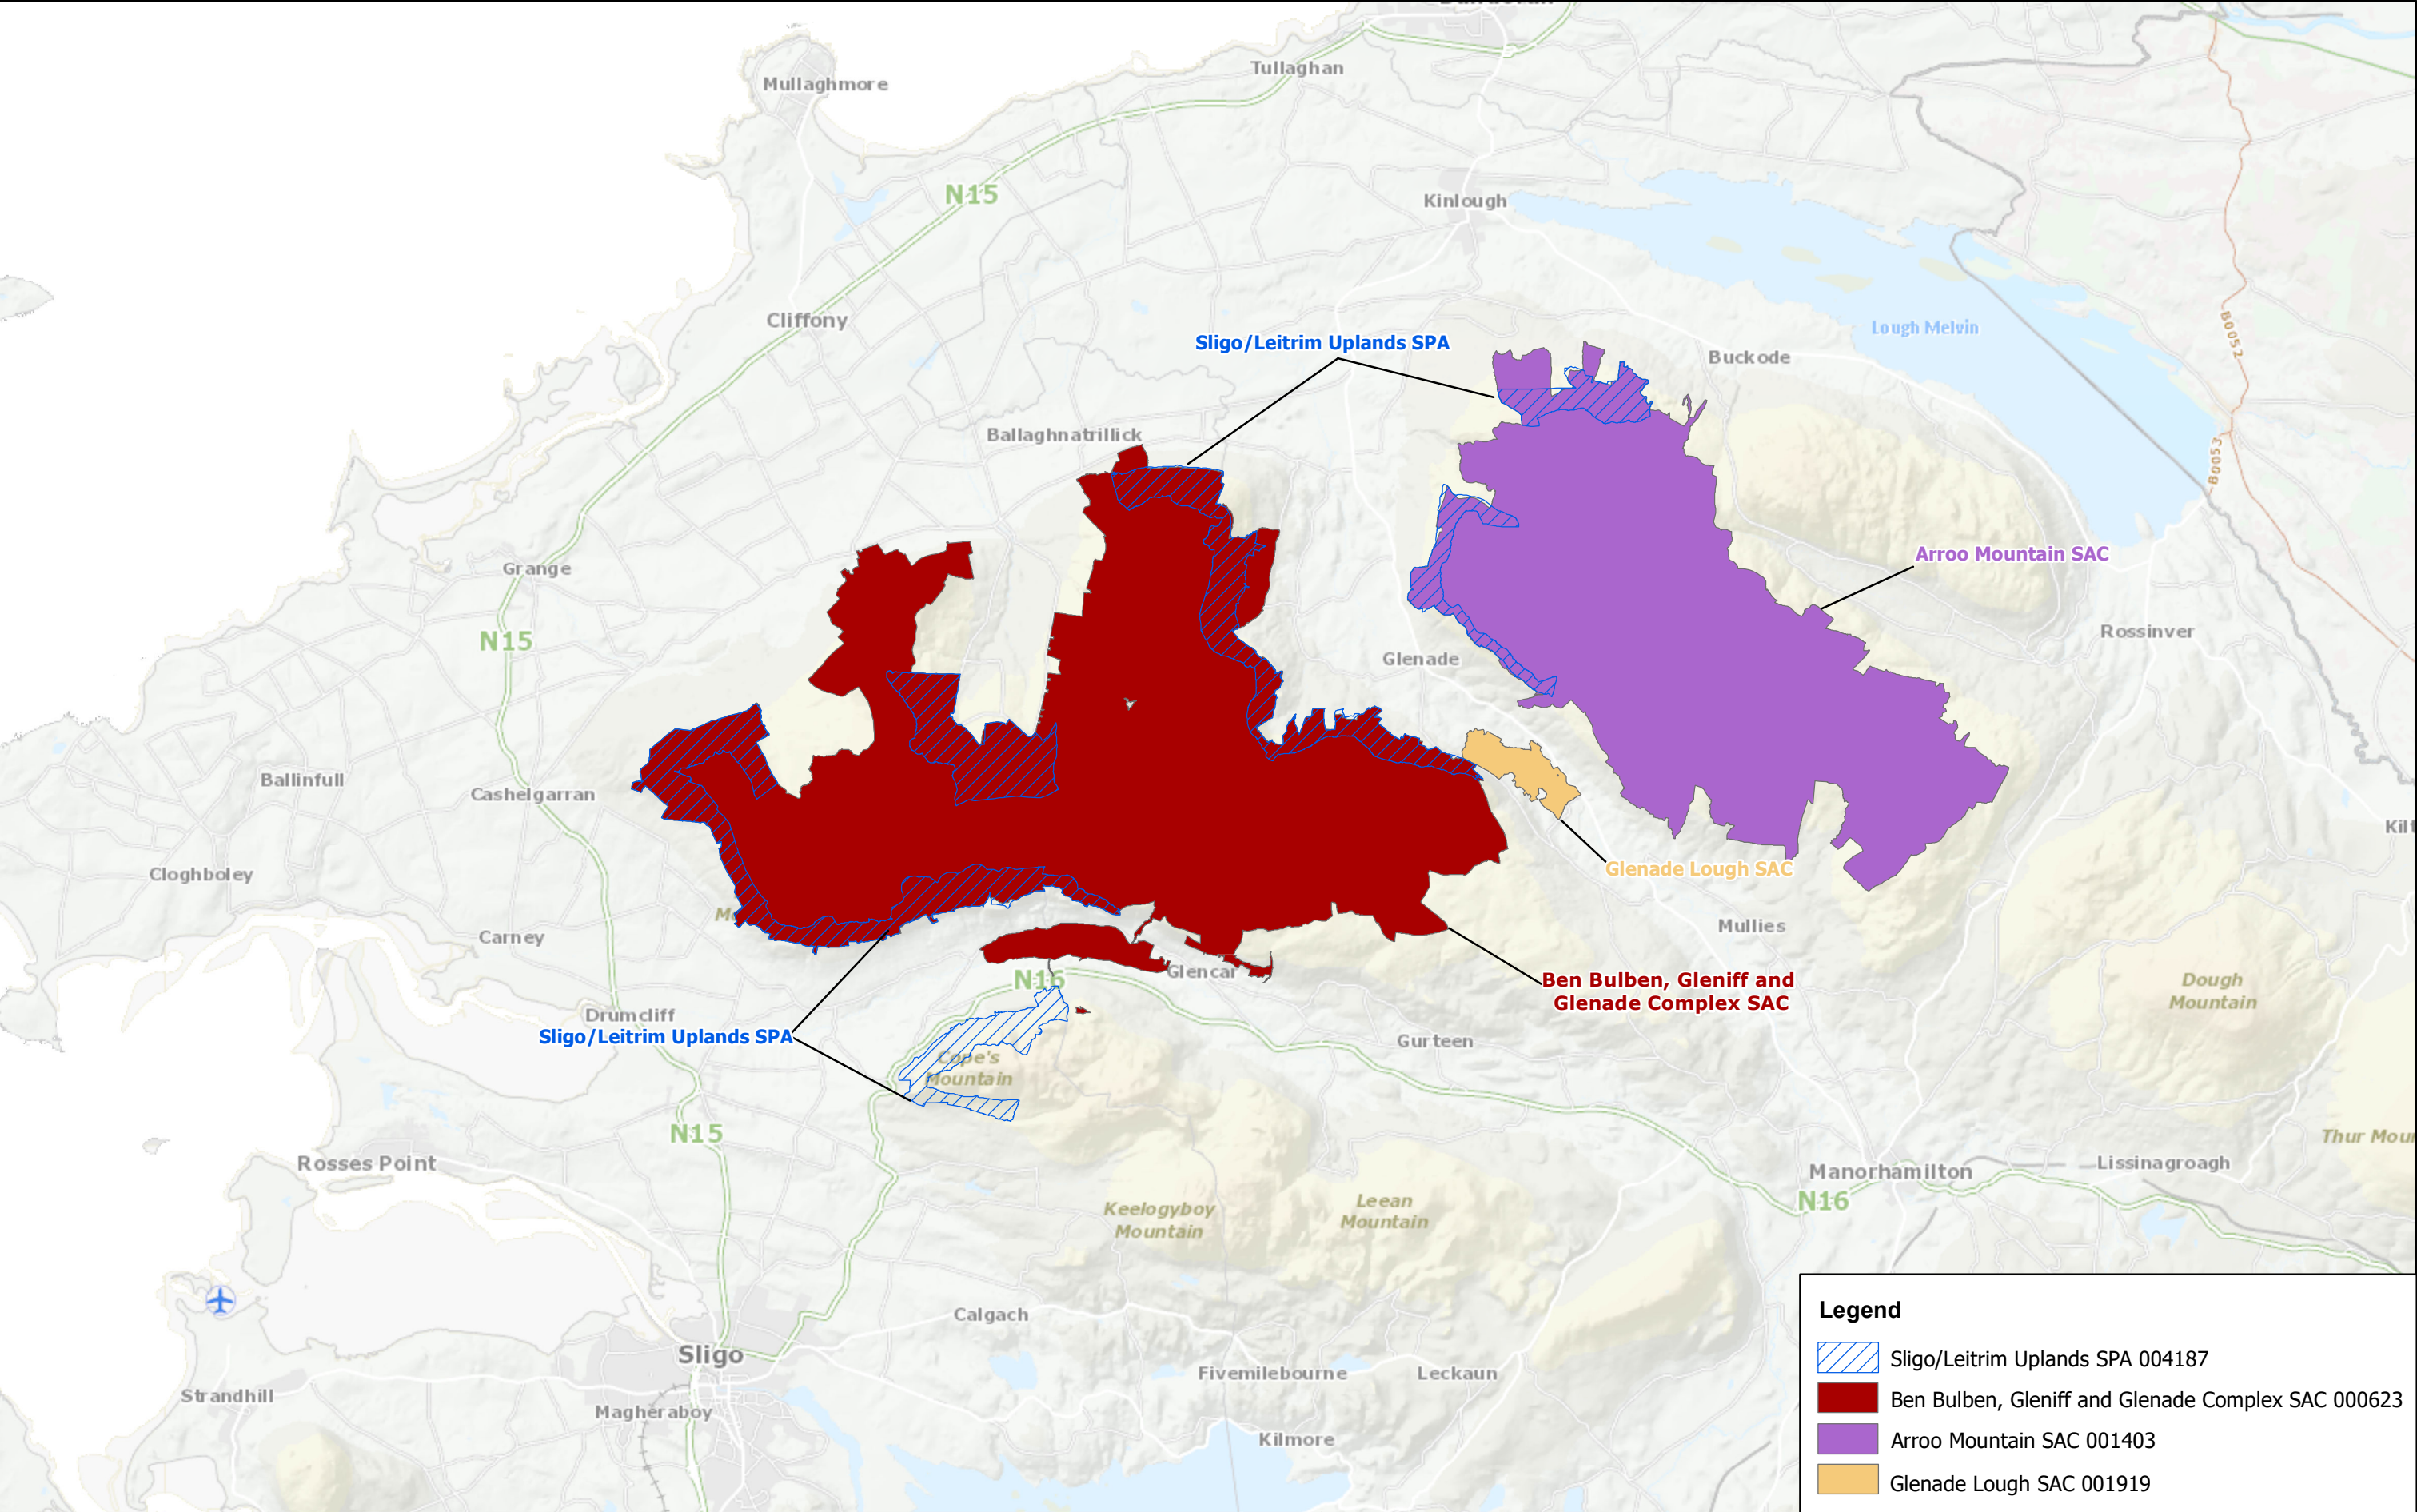 Mullaghmore
Tullaghan
N15
Kinlough
Cliffony
B0052
Lough Melvin
Sligo/Leitrim Uplands SPA
Buckode
Ballaghnatrillick
B0053
Arroo Mountain SAC
Grange
N15
Rossinver
Glenade
Ballinfull
Cashelgarran
Glenade Lough SAC
Cloghboley
Mullies
Carney
Glencar
N16
Ben Bulben, Gleniff and
Glenade Complex SAC
Dough
Mountain
Drumcliff
Sligo/Leitrim Uplands SPA
Gurteen
Cope's
Mountain
N15
Thur
Rosses Point
Manorhamilton
Lissinagroagh
N16
Keelogyboy
Mountain
Leean
Mountain
Calgach
Sligo
Fivemilebourne
Leckaun
Strandhill
Magheraboy
Kilmore
Legend
Sligo/Leitrim Uplands SPA 004187
Ben Bulben, Gleniff and Glenade Complex SAC 000623
Arroo Mountain SAC 001403
Glenade Lough SAC 001919